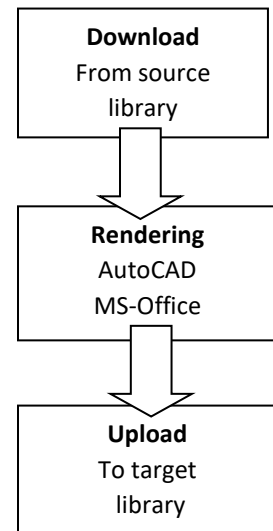 Download
From source
library
Rendering
AutoCAD
MS-Office
Upload
To target
library